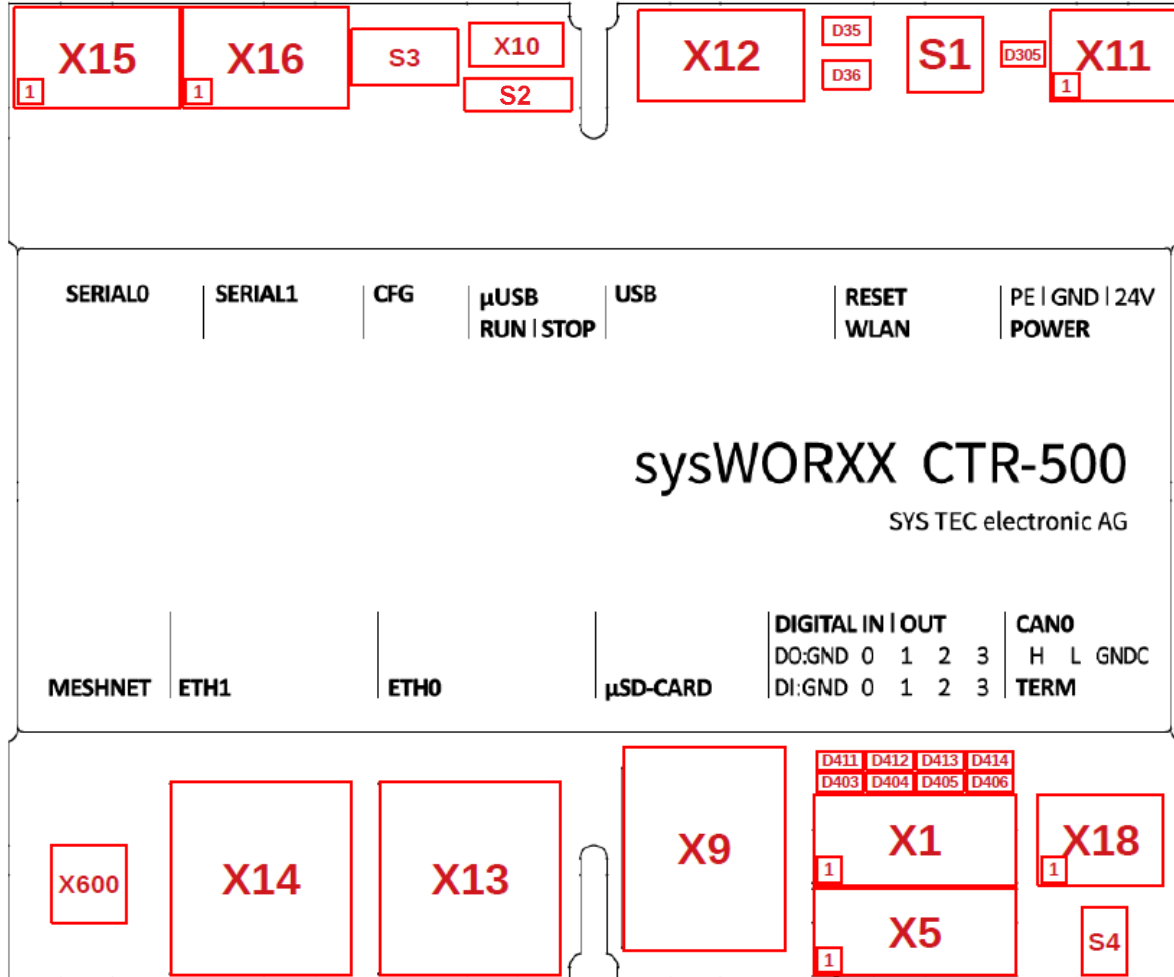 X15 X16 S3 X10 X12 D35 S1 D305 X11
1 1 S2 D36 1
SERIAL0 SERIAL1 CFG µUSB USB RESET PE | GND | 24V
RUN | STOP WLAN POWER
sysWORXX CTR-500
SYS TEC electronic AG
DIGITAL IN | OUT CAN0
DO:GND 0 1 2 3 H L GNDC
MESHNET ETH1 ETH0 µSD-CARD DI:GND 0 1 2 3 TERM
D411 D412 D413 D414
D403 D404 D405 D406
X600 X14 X13 X9 X1 X18
1 1
X5 S4
1